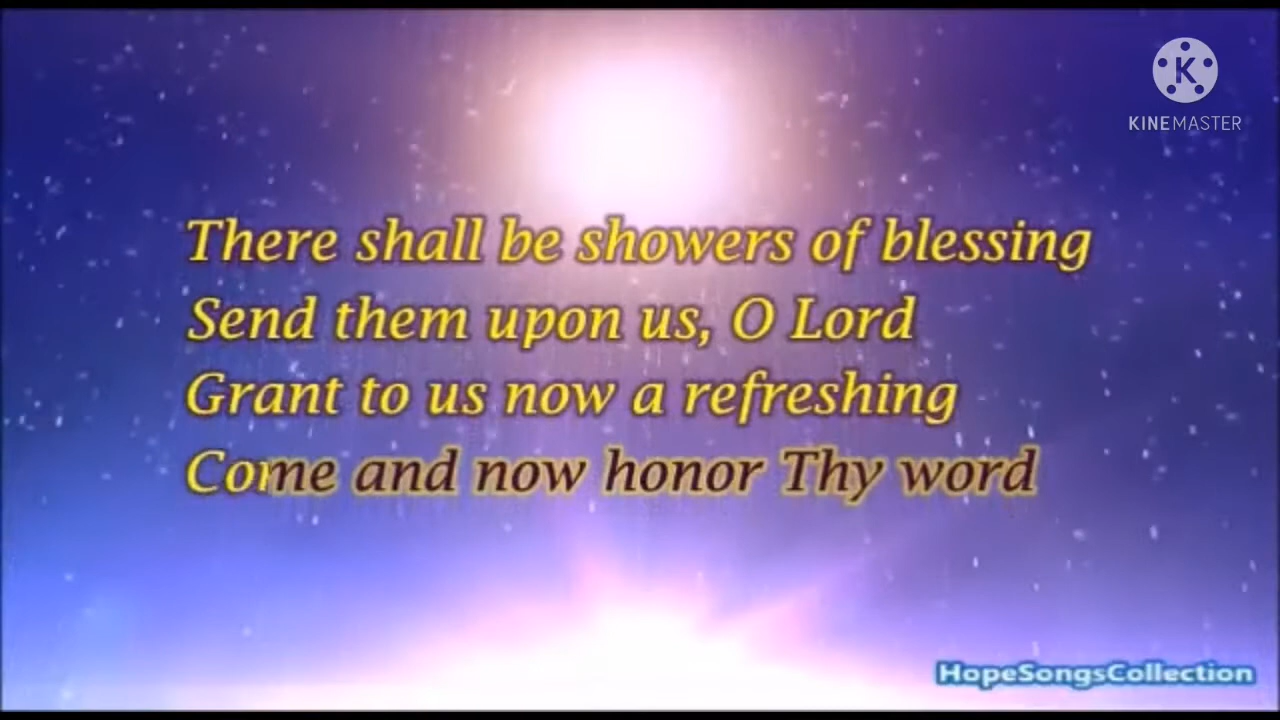 K
KINEMASTER
There shall be showers of blessing
Send them upon us, O Lord
Grant to us now a refreshing
Come and now honor Thy word
HopeSongsCollection